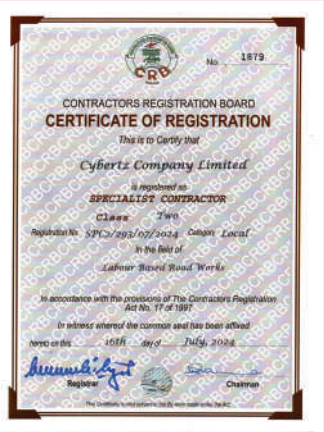 CRB
No. 1879
CONTRACTORS REGISTRATION BOARD
CERTIFICATE OF REGISTRATION
This is to Certify that
Cybertz Company Limited
is registered as
SPECIALIST CONTRACTOR
Class Two
Registration No. SPC2/293/07/2024 Category Local
In the field of
Labour Based Road Works
In accordance with the provisions of The Contractors Registration
Act No. 17 of 1997
In witness whereof the common seal has been affixed
hereto on this 16th day of July, 2024
Registrar Chairman